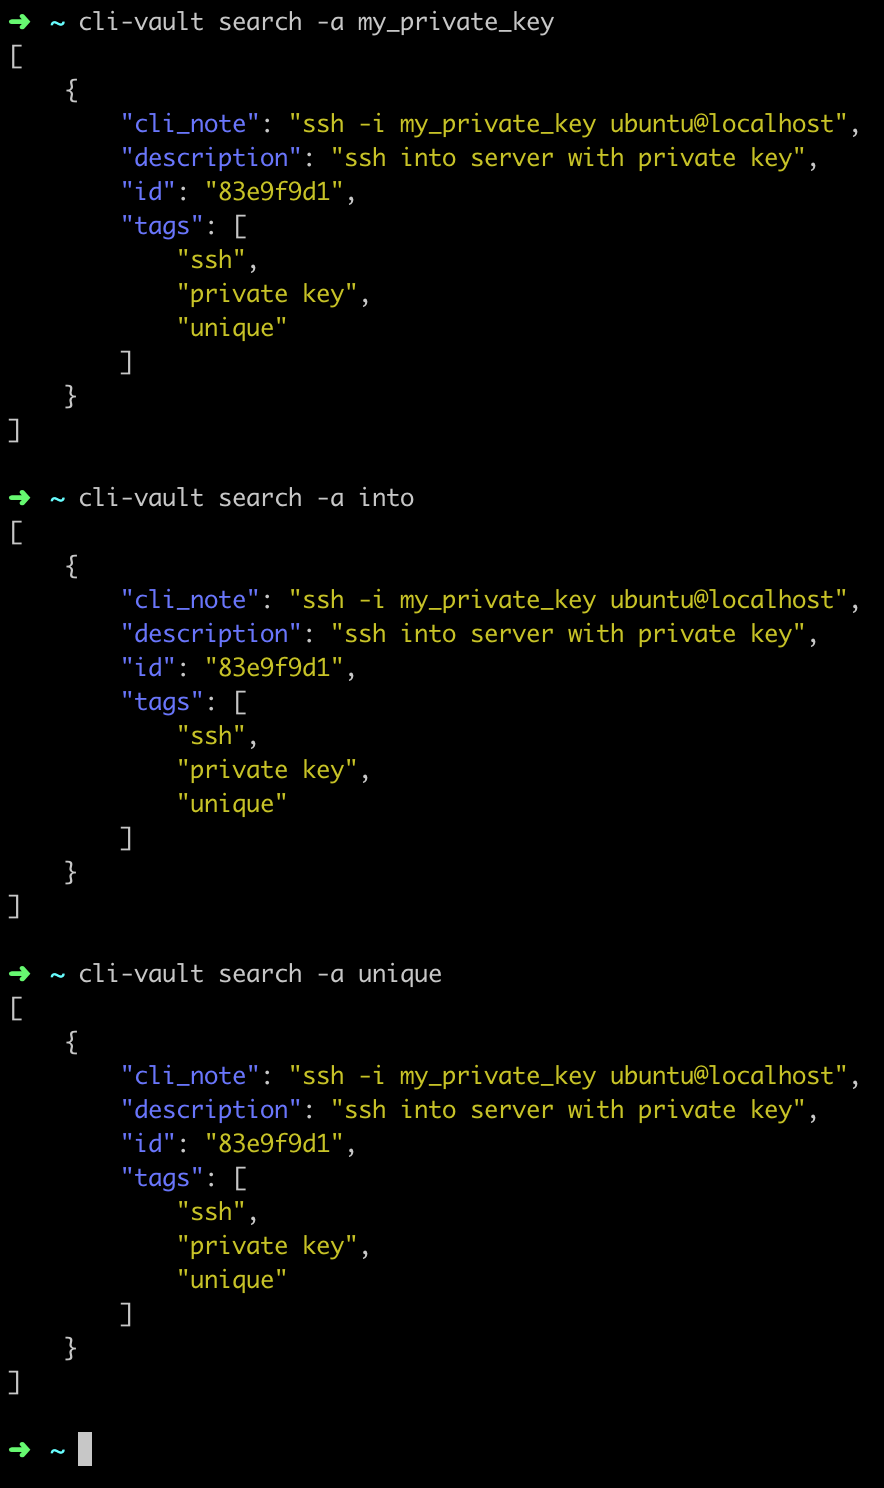 ➜ ~ cli-vault search -a my_private_key
[
    {
        "cli_note": "ssh -i my_private_key ubuntu@localhost",
        "description": "ssh into server with private key",
        "id": "83e9f9d1",
        "tags": [
            "ssh",
            "private key",
            "unique"
        ]
    }
]

➜ ~ cli-vault search -a into
[
    {
        "cli_note": "ssh -i my_private_key ubuntu@localhost",
        "description": "ssh into server with private key",
        "id": "83e9f9d1",
        "tags": [
            "ssh",
            "private key",
            "unique"
        ]
    }
]

➜ ~ cli-vault search -a unique
[
    {
        "cli_note": "ssh -i my_private_key ubuntu@localhost",
        "description": "ssh into server with private key",
        "id": "83e9f9d1",
        "tags": [
            "ssh",
            "private key",
            "unique"
        ]
    }
]

➜ ~